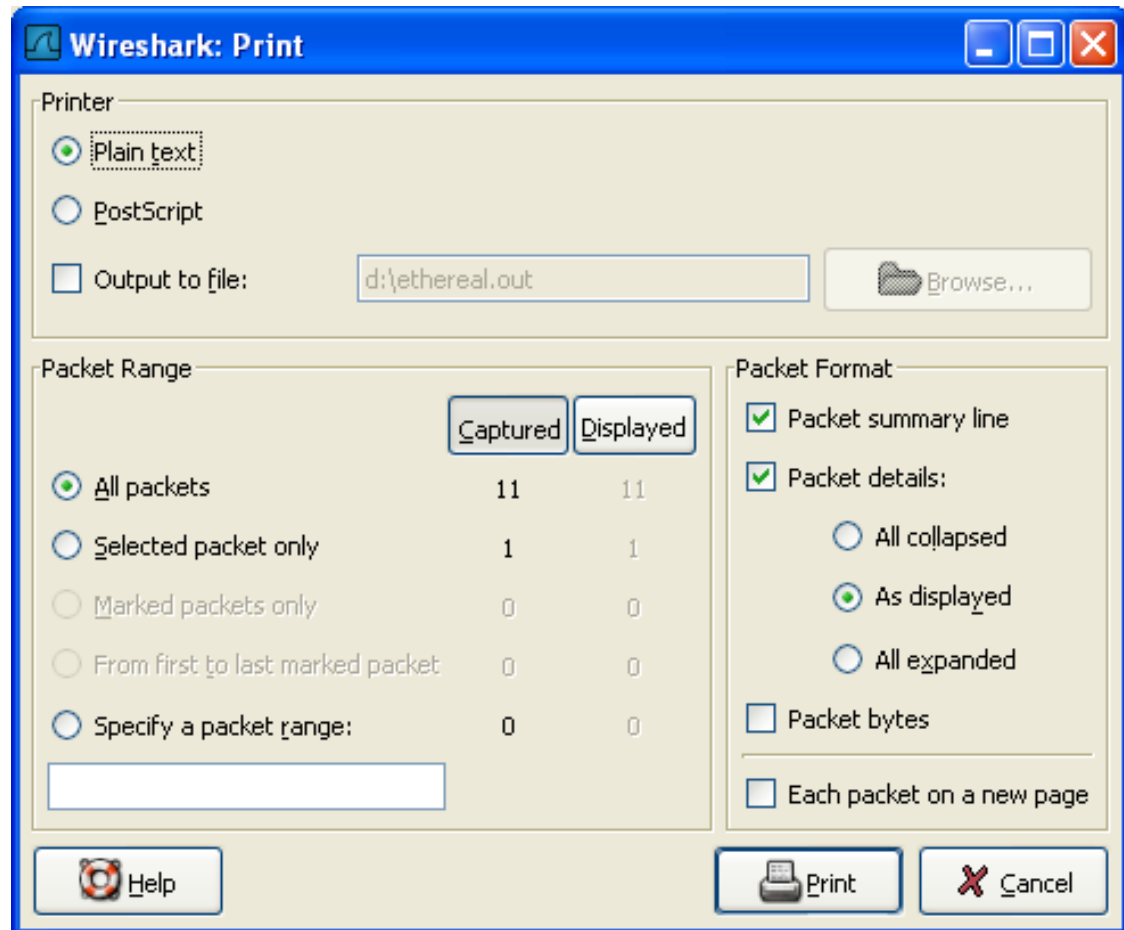 Wireshark: Print
Printer
Plain text
PostScript
Output to file: d:\ethereal.out Browse...
Packet Range
Captured Displayed
All packets 11 11
Selected packet only 1 1
Marked packets only 0 0
From first to last marked packet 0 0
Specify a packet range: 0 0
Packet Format
Packet summary line
Packet details:
All collapsed
As displayed
All expanded
Packet bytes
Each packet on a new page
Help Print Cancel